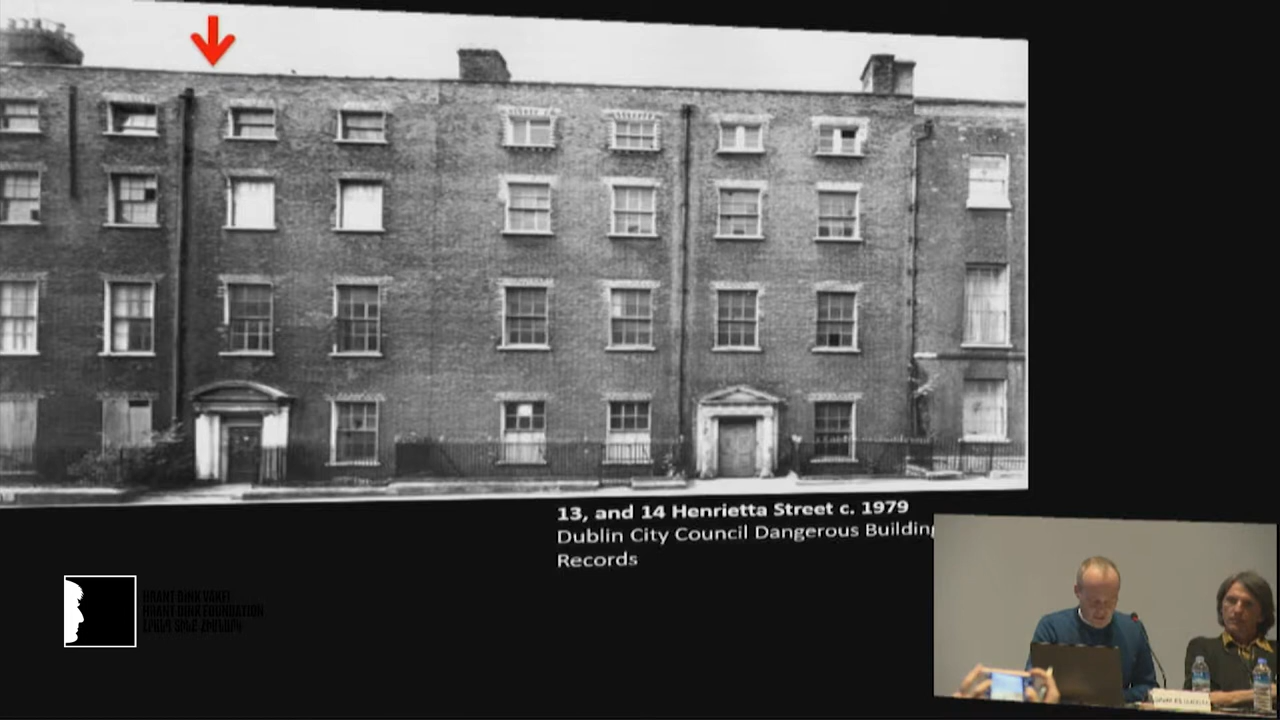 13, and 14 Henrietta Street c. 1979
Dublin City Council Dangerous Building
Records
HRANT DINK VAKFI
HRANT DINK FOUNDATION